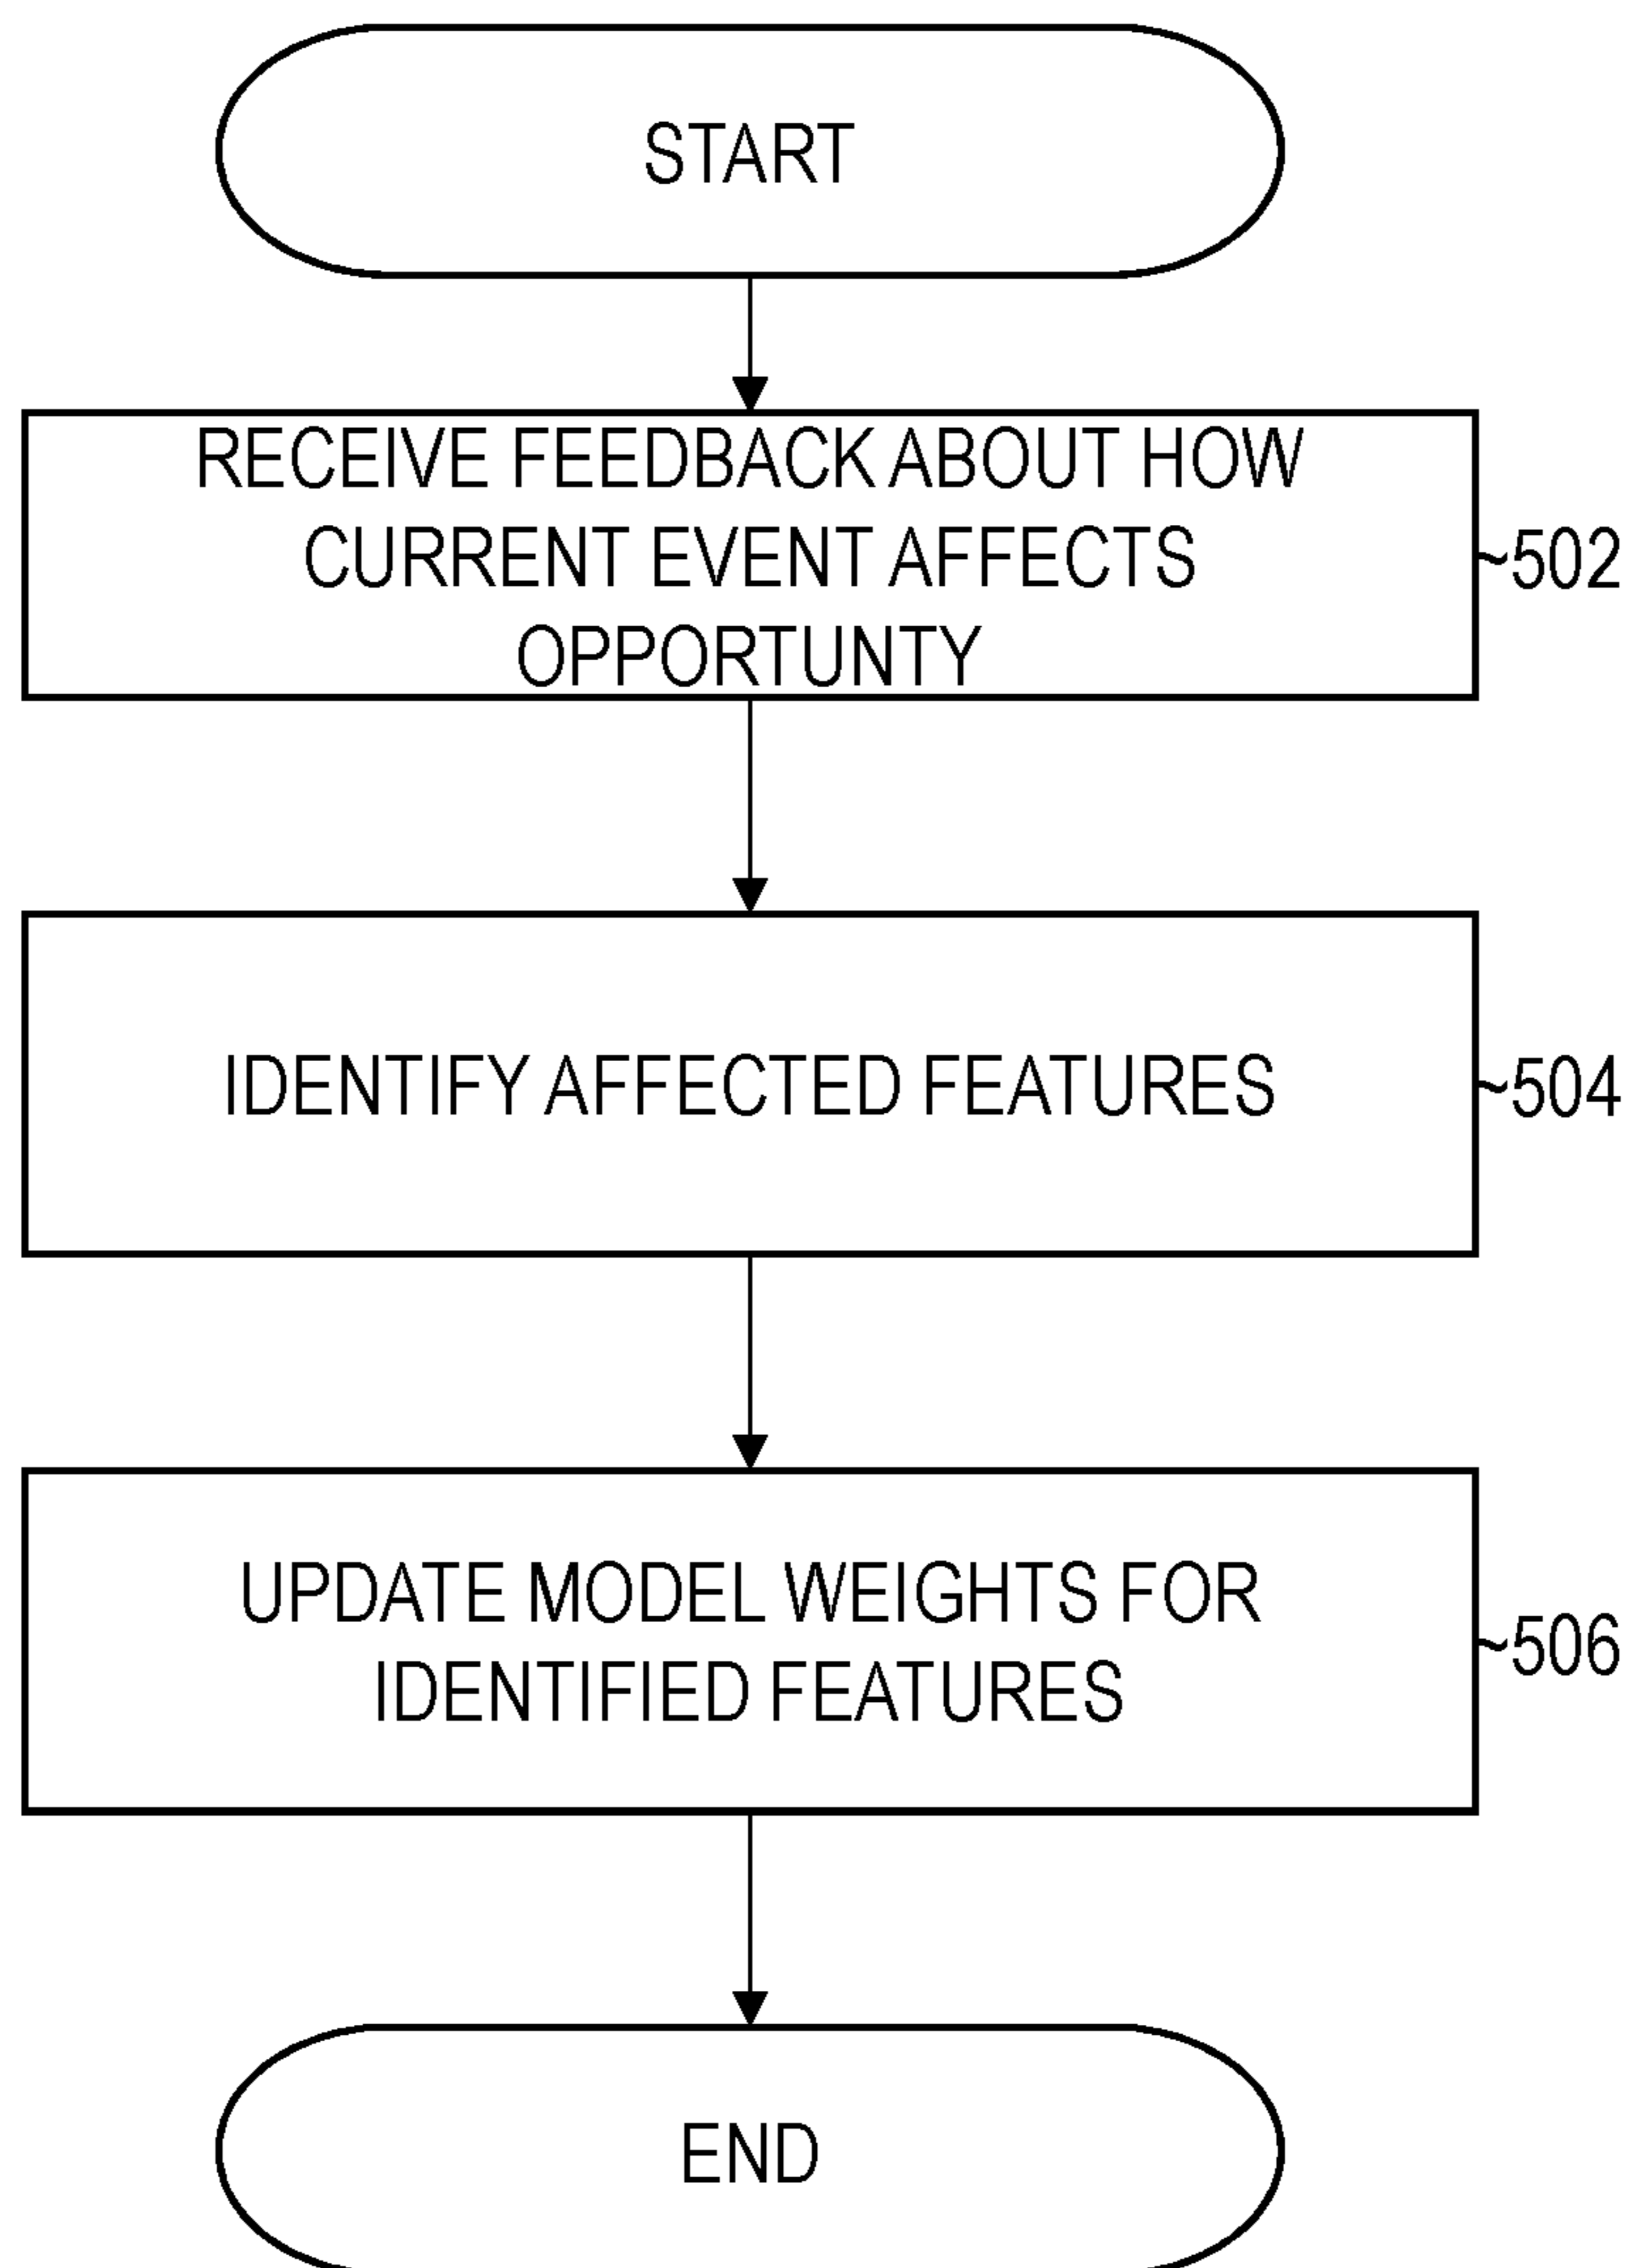 START
RECEIVE FEEDBACK ABOUT HOW
CURRENT EVENT AFFECTS
OPPORTUNTY
~502
IDENTIFY AFFECTED FEATURES
~504
UPDATE MODEL WEIGHTS FOR
IDENTIFIED FEATURES
~506
END